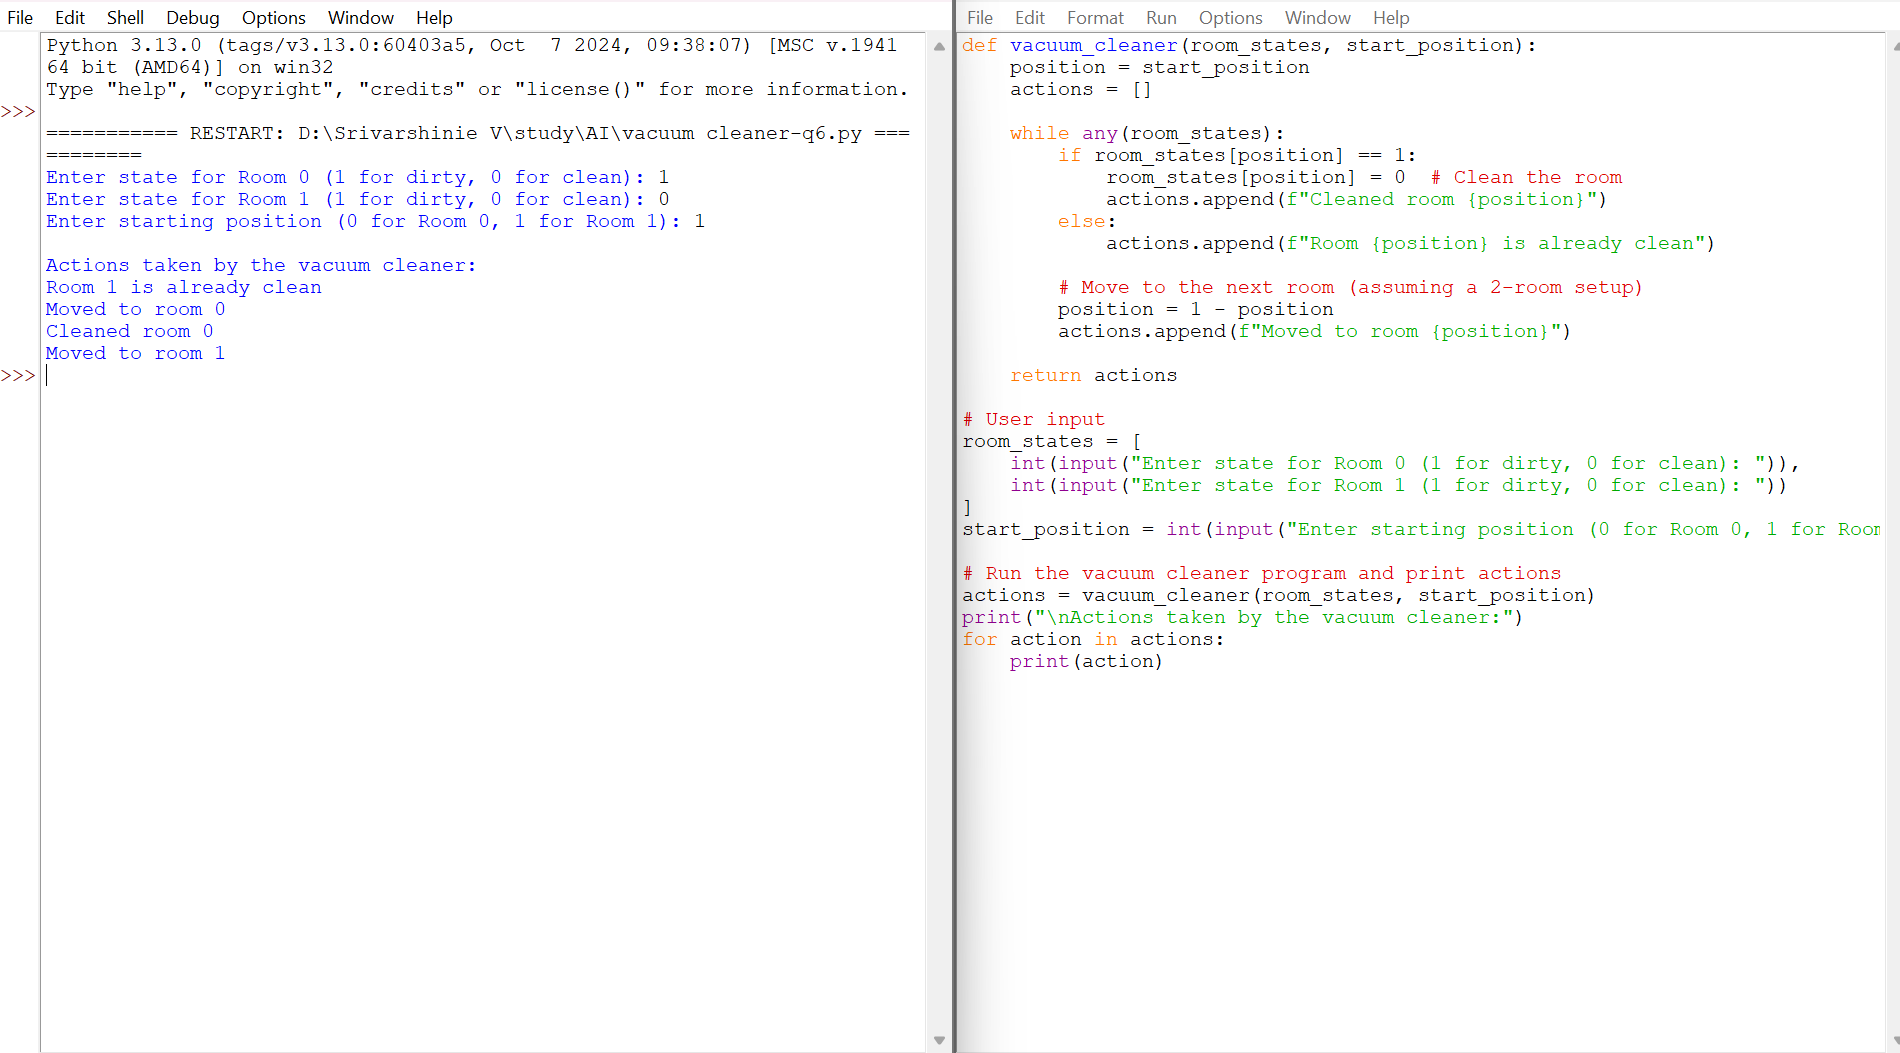 File Edit Shell Debug Options Window Help
Python 3.13.0 (tags/v3.13.0:60403a5, Oct  7 2024, 09:38:07) [MSC v.1941
64 bit (AMD64)] on win32
Type "help", "copyright", "credits" or "license()" for more information.
>>>
=========== RESTART: D:\Srivarshinie V\study\AI\vacuum cleaner-q6.py ===
========
Enter state for Room 0 (1 for dirty, 0 for clean): 1
Enter state for Room 1 (1 for dirty, 0 for clean): 0
Enter starting position (0 for Room 0, 1 for Room 1): 1

Actions taken by the vacuum cleaner:
Room 1 is already clean
Moved to room 0
Cleaned room 0
Moved to room 1
>>>
File Edit Format Run Options Window Help
def vacuum_cleaner(room_states, start_position):
    position = start_position
    actions = []

    while any(room_states):
        if room_states[position] == 1:
            room_states[position] = 0  # Clean the room
            actions.append(f"Cleaned room {position}")
        else:
            actions.append(f"Room {position} is already clean")

        # Move to the next room (assuming a 2-room setup)
        position = 1 - position
        actions.append(f"Moved to room {position}")

    return actions

# User input
room_states = [
    int(input("Enter state for Room 0 (1 for dirty, 0 for clean): ")),
    int(input("Enter state for Room 1 (1 for dirty, 0 for clean): "))
]
start_position = int(input("Enter starting position (0 for Room 0, 1 for Room

# Run the vacuum cleaner program and print actions
actions = vacuum_cleaner(room_states, start_position)
print("\nActions taken by the vacuum cleaner:")
for action in actions:
    print(action)